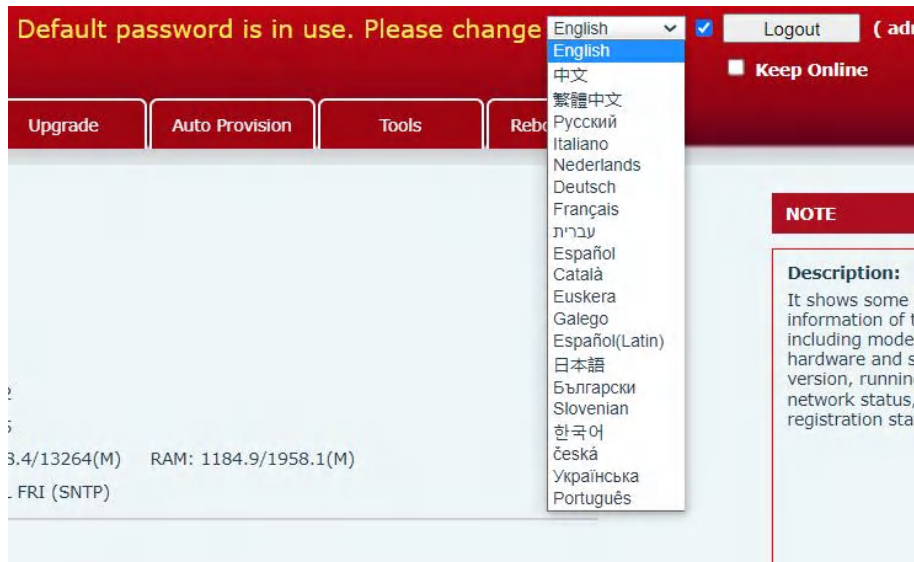 Default password is in use. Please change
English
Logout
( adm
Keep Online
Upgrade
Auto Provision
Tools
Rebo
English
中文
繁體中文
Русский
Italiano
Nederlands
Deutsch
Français
עברית
Español
Català
Euskera
Galego
Español(Latin)
日本語
Български
Slovenian
한국어
česká
Українська
Português
NOTE
Description:
It shows some
information of t
including mode
hardware and s
version, runnin
network status,
registration sta
3.4/13264(M) RAM: 1184.9/1958.1(M)
FRI (SNTP)